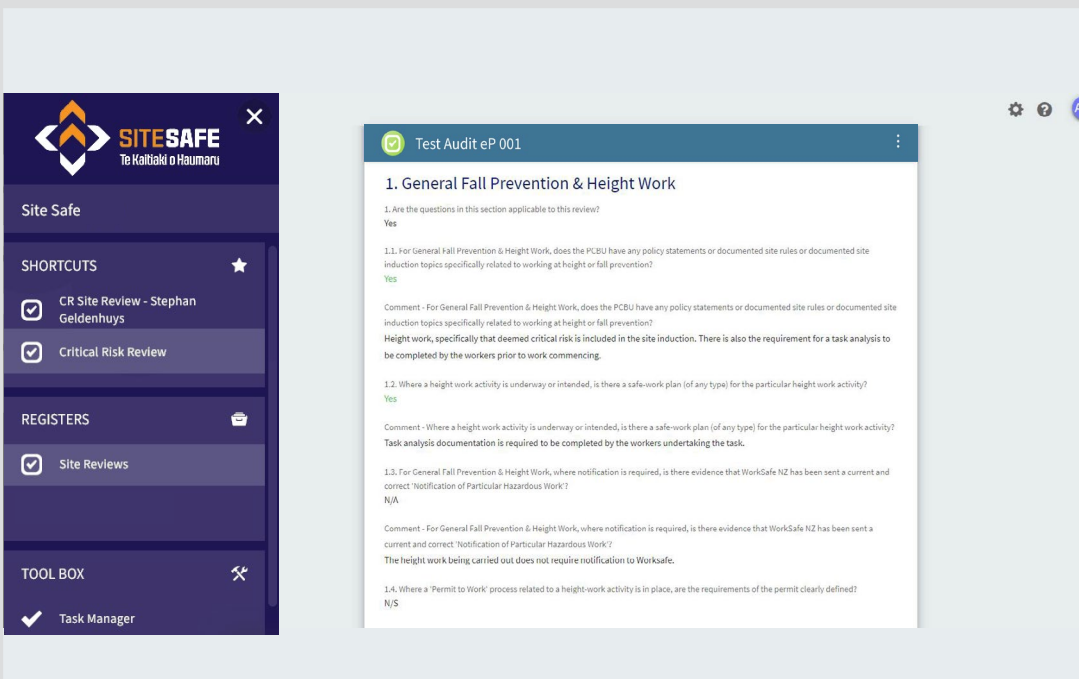 SITESAFE
Te Kaitiaki o Haumaru
Site Safe
SHORTCUTS
CR Site Review - Stephan
Geldenhuys
Critical Risk Review
REGISTERS
Site Reviews
TOOL BOX
Task Manager
Test Audit eP 001
1. General Fall Prevention & Height Work
1. Are the questions in this section applicable to this review?
Yes
1.1. For General Fall Prevention & Height Work, does the PCBU have any policy statements or documented site rules or documented site
induction topics specifically related to working at height or fall prevention?
Yes
Comment - For General Fall Prevention & Height Work, does the PCBU have any policy statements or documented site rules or documented site
induction topics specifically related to working at height or fall prevention?
Height work, specifically that deemed critical risk is included in the site induction. There is also the requirement for a task analysis to
be completed by the workers prior to work commencing.
1.2. Where a height work activity is underway or intended, is there a safe-work plan (of any type) for the particular height work activity?
Yes
Comment - Where a height work activity is underway or intended, is there a safe-work plan (of any type) for the particular height work activity?
Task analysis documentation is required to be completed by the workers undertaking the task.
1.3. For General Fall Prevention & Height Work, where notification is required, is there evidence that WorkSafe NZ has been sent a current and
correct 'Notification of Particular Hazardous Work'?
N/A
Comment - For General Fall Prevention & Height Work, where notification is required, is there evidence that WorkSafe NZ has been sent a
current and correct 'Notification of Particular Hazardous Work'?
The height work being carried out does not require notification to Worksafe.
1.4. Where a 'Permit to Work' process related to a height-work activity is in place, are the requirements of the permit clearly defined?
N/S